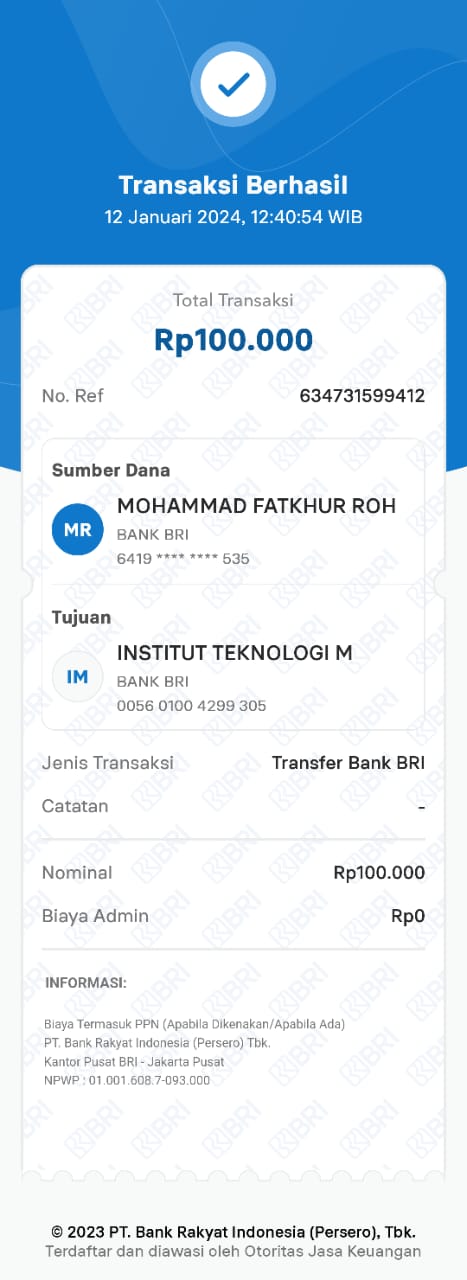 Transaksi Berhasil
12 Januari 2024, 12:40:54 WIB
Total Transaksi
Rp100.000
No. Ref 634731599412
Sumber Dana
MR
MOHAMMAD FATKHUR ROH
BANK BRI
6419 **** **** 535
Tujuan
IM
INSTITUT TEKNOLOGI M
BANK BRI
0056 0100 4299 305
Jenis Transaksi Transfer Bank BRI
Catatan -
Nominal Rp100.000
Biaya Admin Rp0
INFORMASI:
Biaya Termasuk PPN (Apabila Dikenakan/Apabila Ada)
PT. Bank Rakyat Indonesia (Persero) Tbk.
Kantor Pusat BRI - Jakarta Pusat
NPWP : 01.001.608.7-093.000
© 2023 PT. Bank Rakyat Indonesia (Persero), Tbk.
Terdaftar dan diawasi oleh Otoritas Jasa Keuangan